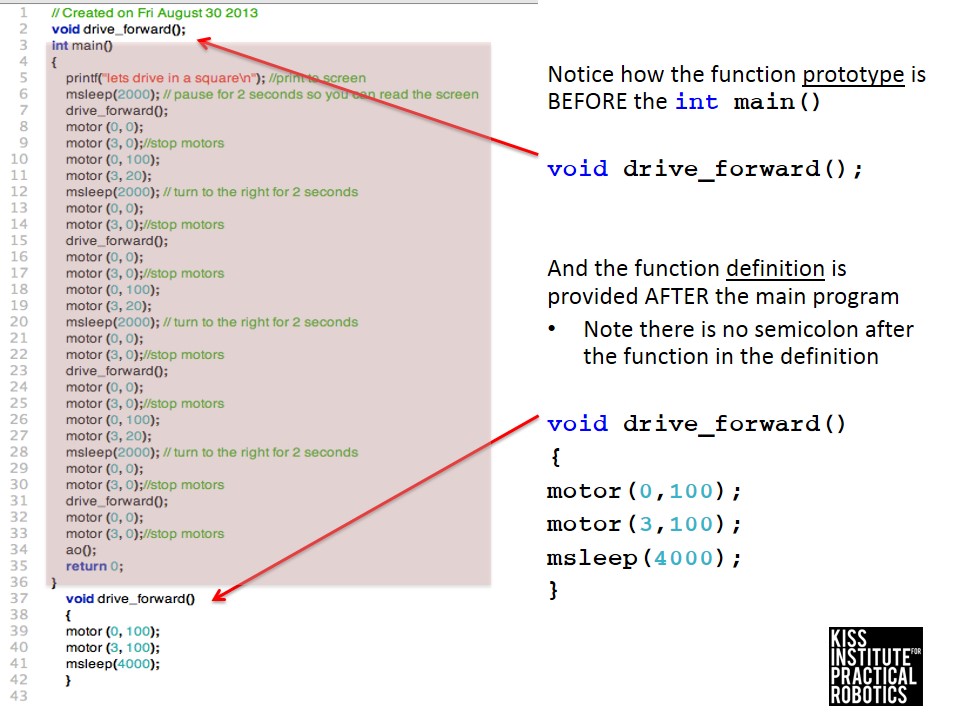 1 // Created on Fri August 30 2013
2 void drive_forward();
3 int main()
4 {
5 printf("lets drive in a square\n"); //print to screen
6 msleep(2000); // pause for 2 seconds so you can read the screen
7 drive_forward();
8 motor (0, 0);
9 motor (3, 0);//stop motors
10 motor (0, 100);
11 motor (3, 20);
12 msleep(2000); // turn to the right for 2 seconds
13 motor (0, 0);
14 motor (3, 0);//stop motors
15 drive_forward();
16 motor (0, 0);
17 motor (3, 0);//stop motors
18 motor (0, 100);
19 motor (3, 20);
20 msleep(2000); // turn to the right for 2 seconds
21 motor (0, 0);
22 motor (3, 0);//stop motors
23 drive_forward();
24 motor (0, 0);
25 motor (3, 0);//stop motors
26 motor (0, 100);
27 motor (3, 20);
28 msleep(2000); // turn to the right for 2 seconds
29 motor (0, 0);
30 motor (3, 0);//stop motors
31 drive_forward();
32 motor (0, 0);
33 motor (3, 0);//stop motors
34 ao();
35 return 0;
36 }
37 void drive_forward()
38 {
39 motor (0, 100);
40 motor (3, 100);
41 msleep(4000);
42 }
43
Notice how the function prototype is
BEFORE the int main()
void drive_forward();
And the function definition is
provided AFTER the main program
• Note there is no semicolon after
the function in the definition
void drive_forward()
{
motor(0,100);
motor(3,100);
msleep(4000);
}
KISS
INSTITUTE FOR
PRACTICAL
ROBOTICS